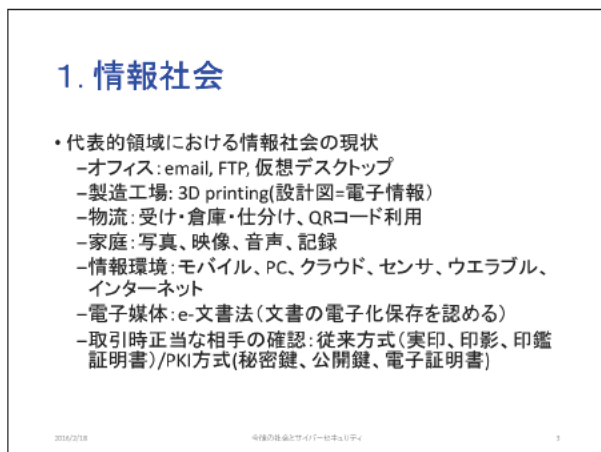 1. 情報社会
• 代表的領域における情報社会の現状
–オフィス: email, FTP, 仮想デスクトップ
–製造工場: 3D printing(設計図=電子情報)
–物流: 受け・倉庫・仕分け、QRコード利用
–家庭: 写真、映像、音声、記録
–情報環境: モバイル、PC、クラウド、センサ、ウエラブル、
インターネット
–電子媒体: e-文書法(文書の電子化保存を認める)
–取引時正当な相手の確認: 従来方式(実印、印影、印鑑
証明書)/PKI方式(秘密鍵、公開鍵、電子証明書)
2016/2/18 今後の社会とサイバーセキュリティ 3